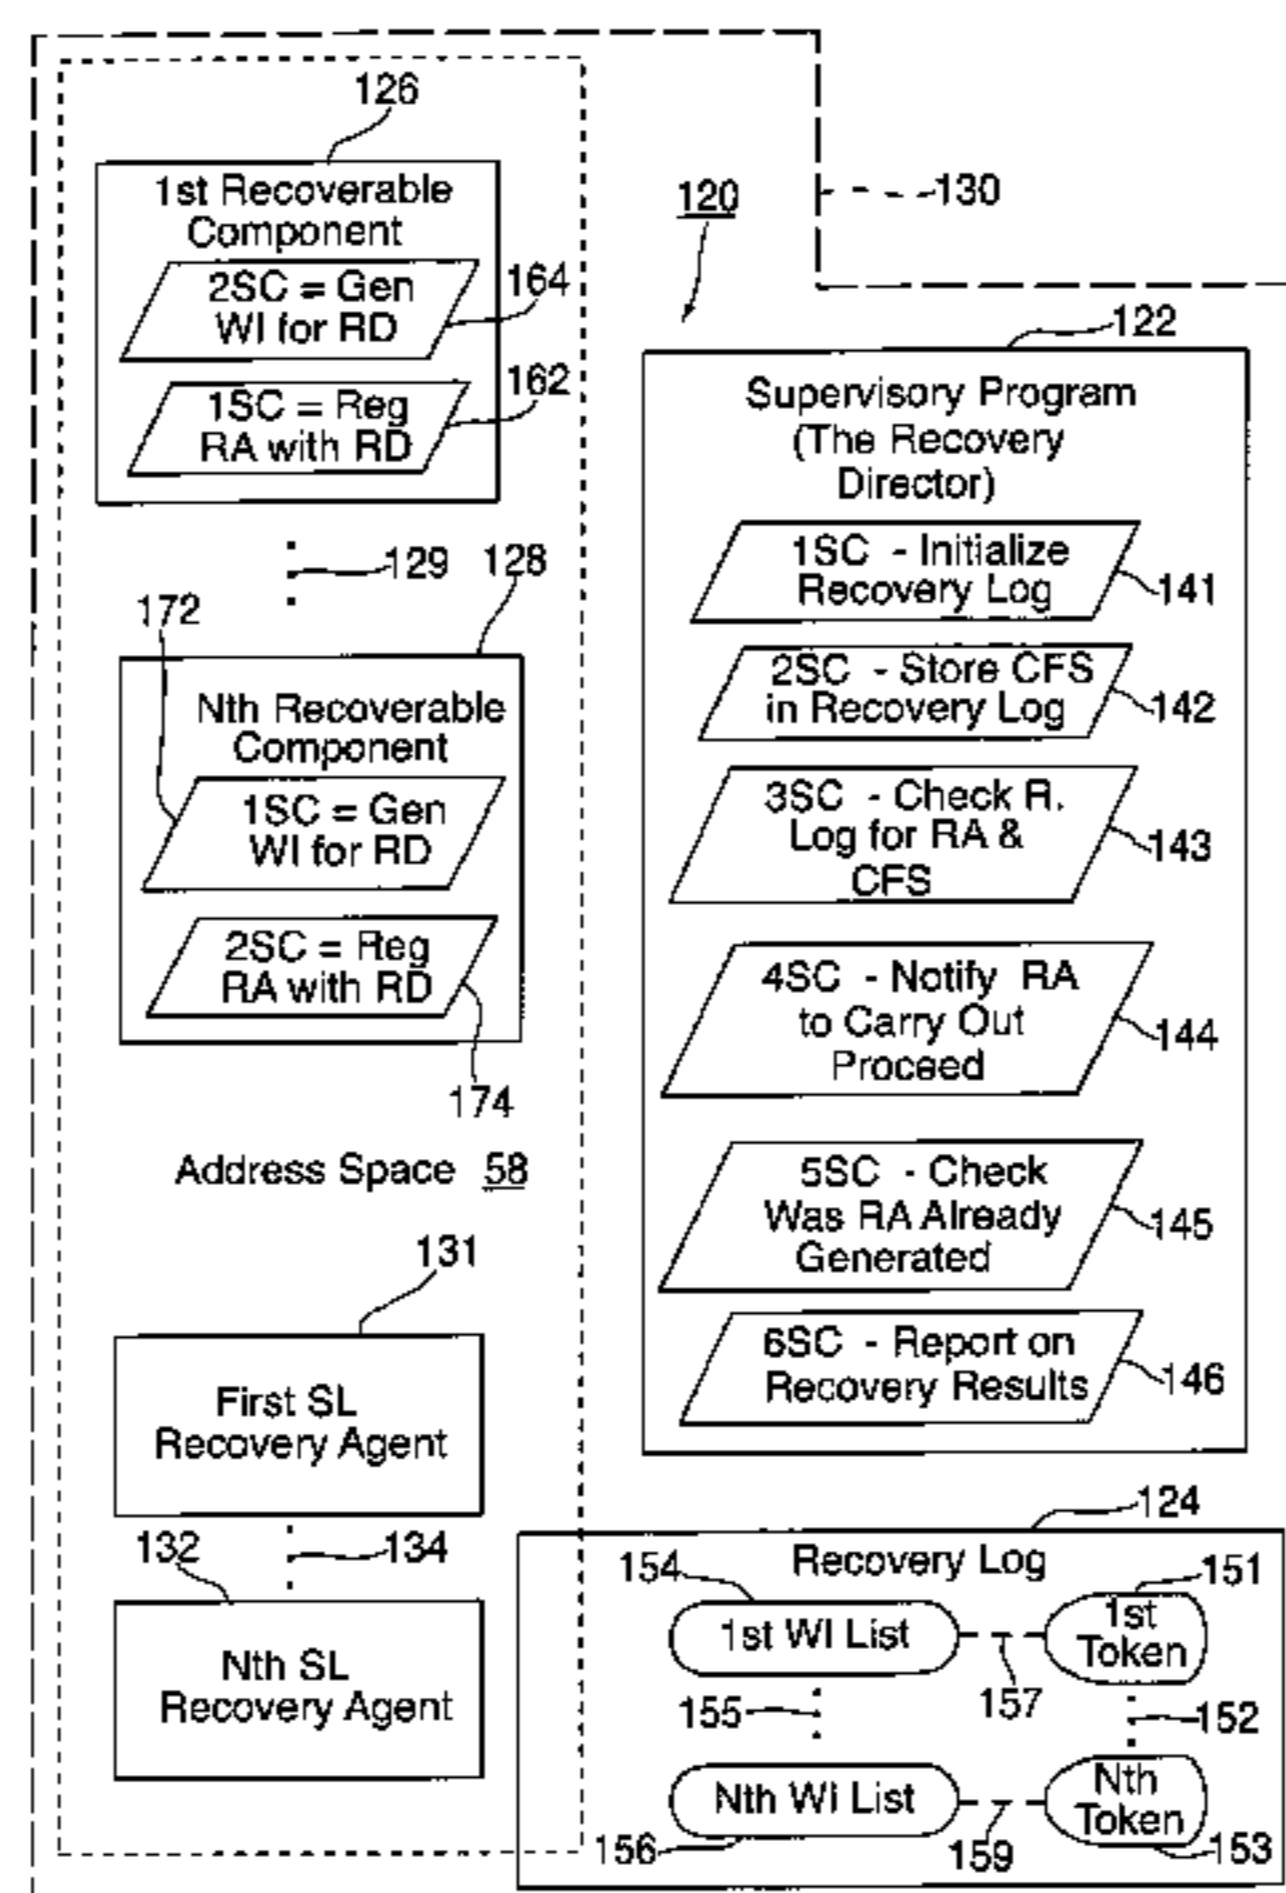 126
1st Recoverable
Component
2SC = Gen
WI for RD
164
1SC = Reg
RA with RD
162
129
128
172
Nth Recoverable
Component
1SC = Gen
WI for RD
2SC = Reg
RA with RD
174
Address Space 58
131
First SL
Recovery Agent
132
134
Nth SL
Recovery Agent
130
120
122
Supervisory Program
(The Recovery
Director)
1SC - Initialize
Recovery Log
141
2SC - Store CFS
in Recovery Log
142
3SC - Check R.
Log for RA &
CFS
143
4SC - Notify RA
to Carry Out
Proceed
144
5SC - Check
Was RA Already
Generated
145
6SC - Report on
Recovery Results
146
124
Recovery Log
154
151
1st WI List
1st
Token
155
157
152
Nth WI List
Nth
Token
156
159
153